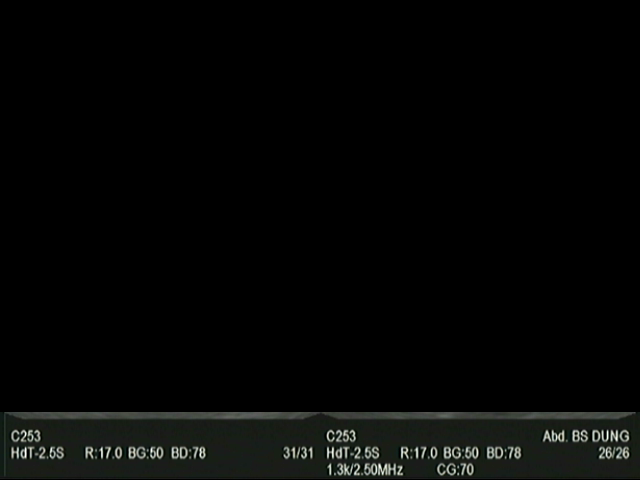 C253
HdT-2.5S R:17.0 BG:50 BD:78 31/31
C253 Abd. BS DUNG
HdT-2.5S R:17.0 BG:50 BD:78 26/26
1.3k/2.50MHz CG:70